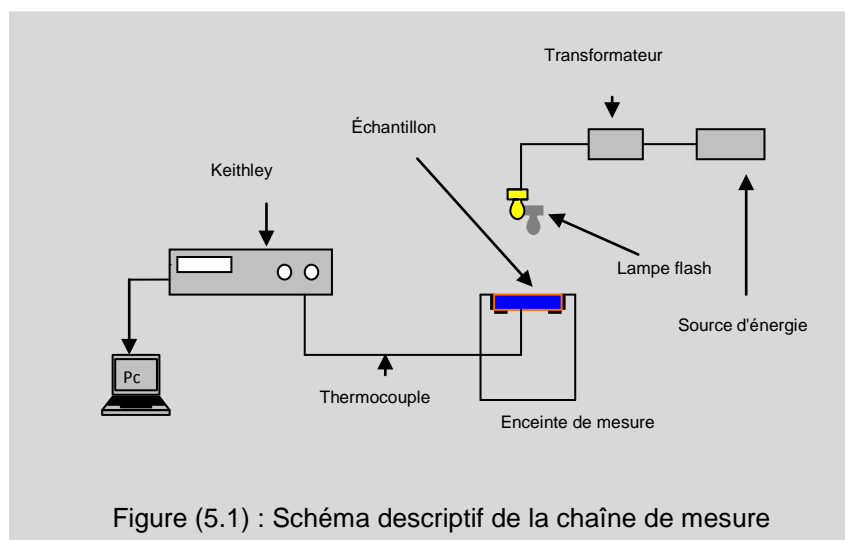 Transformateur
Échantillon
Keithley
Lampe flash
Source d'énergie
Pc
Thermocouple
Enceinte de mesure
Figure (5.1) : Schéma descriptif de la chaîne de mesure